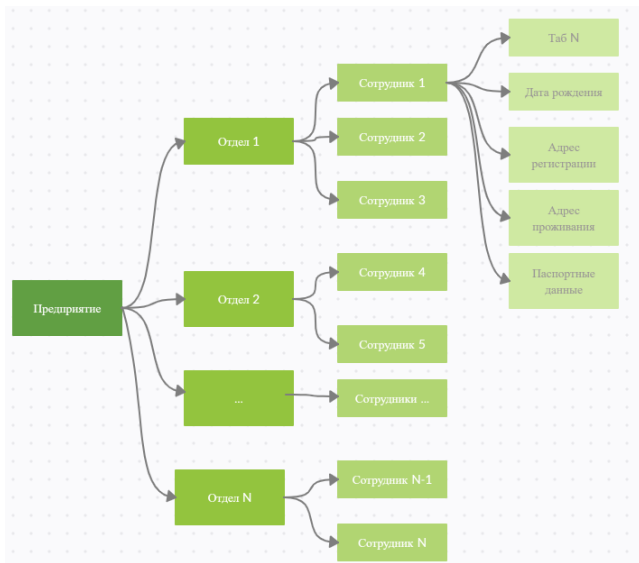 Предприятие
Отдел 1
Отдел 2
...
Отдел N
Сотрудник 1
Сотрудник 2
Сотрудник 3
Сотрудник 4
Сотрудник 5
Сотрудники ...
Сотрудник N-1
Сотрудник N
Таб N
Дата рождения
Адрес
регистрации
Адрес
проживания
Паспортные
данные